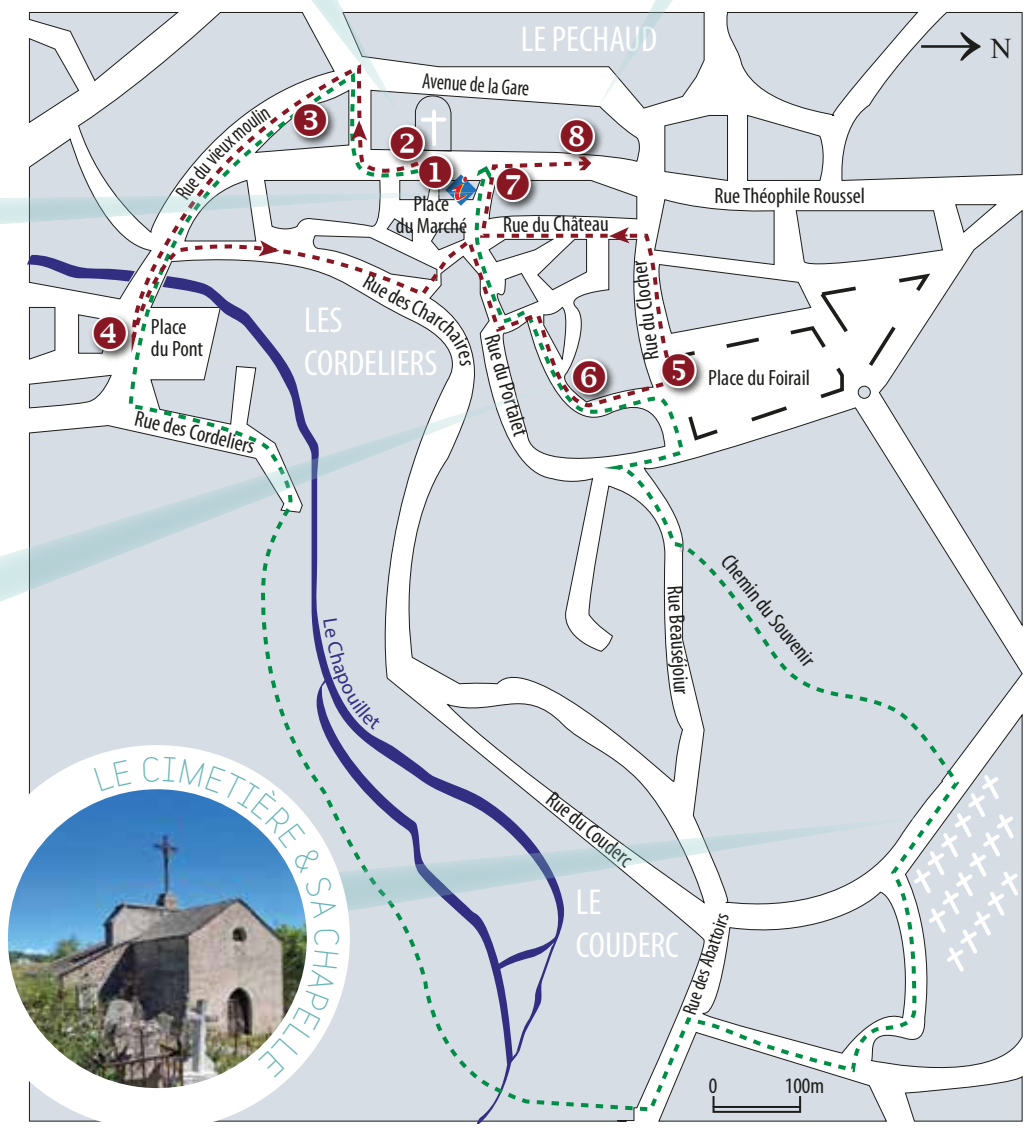 LE PECHAUD
N
Avenue de la Gare
3
2
8
1
7
Rue du vieux moulin
Place
du Marché
Rue Théophile Roussel
Rue du Château
4
Place
du Pont
LES
CORDELIERS
Rue des Charchaires
Rue du Clocher
Rue du Portalet
6
5
Place du Foirail
Rue des Cordeliers
Chemin du Souvenir
Rue Beauséjoiur
Le Chapouillet
LE CIMETIÈRE & SA CHAPELLE
Rue du Couderc
LE
COUDERC
Rue des Abattoirs
0 100m